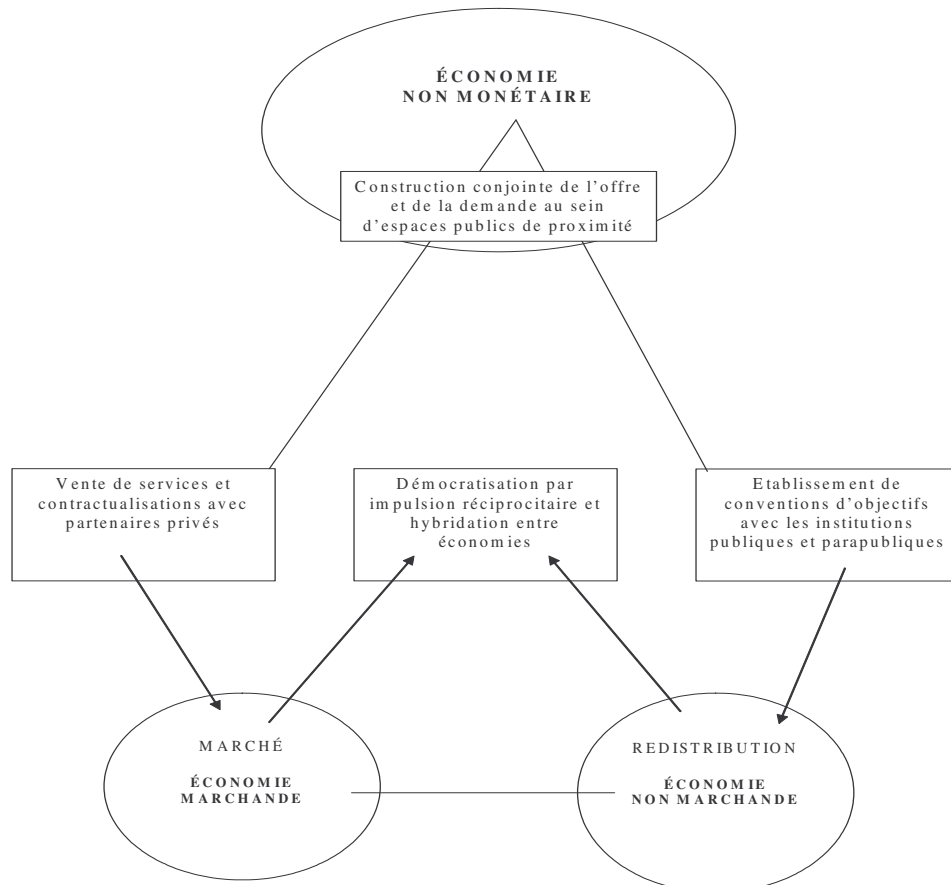 ÉCONOMIE
NON MONÉTAIRE
Construction conjointe de l’offre
et de la demande au sein
d’espaces publics de proximité
Vente de services et
contractualisations avec
partenaires privés
Démocratisation par
impulsion réciprocitaire et
hybridation entre
économies
Etablissement de
conventions d’objectifs
avec les institutions
publiques et parapubliques
MARCHÉ
ÉCONOMIE
MARCHANDE
REDISTRIBUTION
ÉCONOMIE
NON MARCHANDE